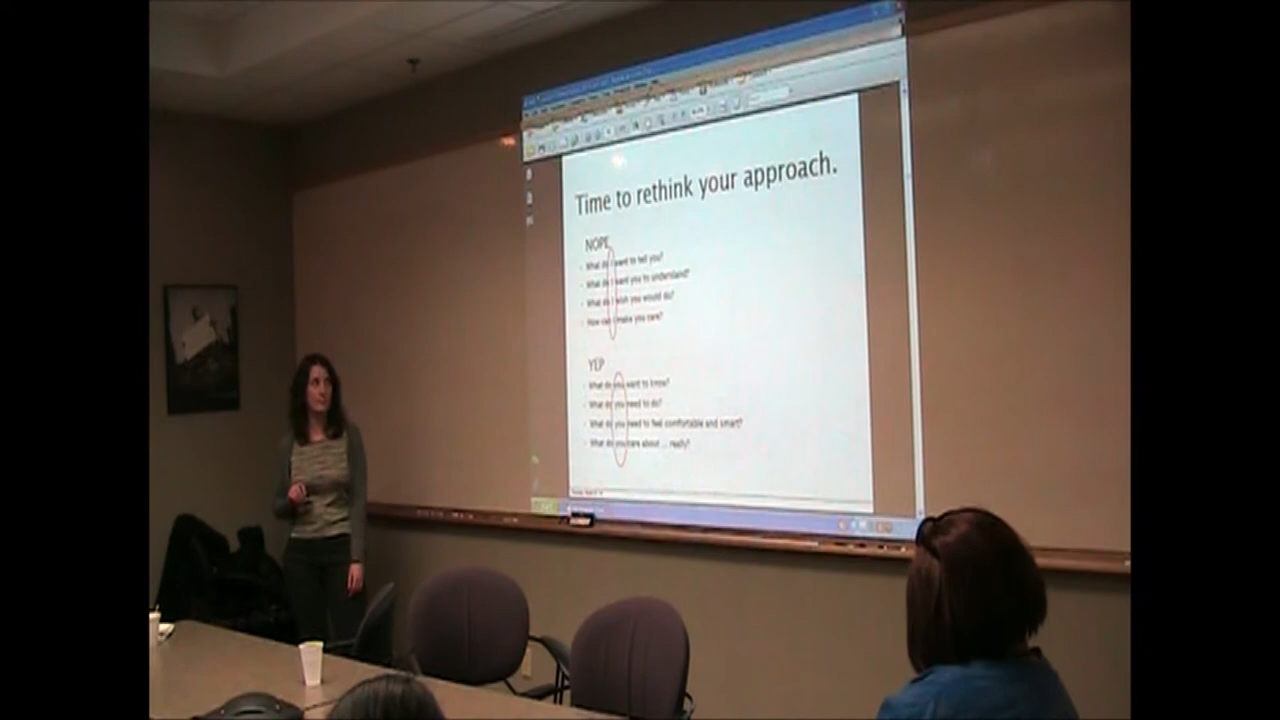 Time to rethink your approach.
NOPE
What do I want to tell you?
What do I want you to understand?
What do I wish you would do?
How can I make you care?
YEP
What do you want to know?
What do you need to do?
What do you need to feel comfortable and smart?
What do you care about ... really?